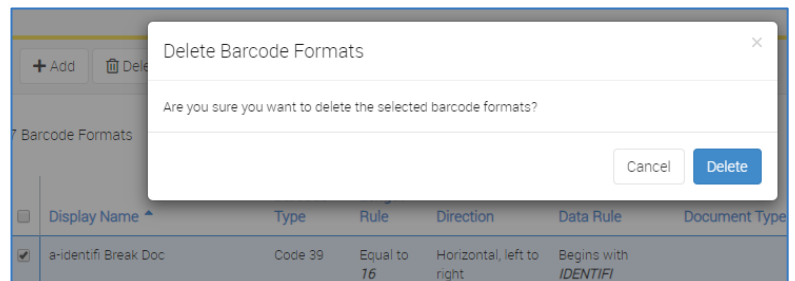 Delete Barcode Formats ×
+ Add Dele
Are you sure you want to delete the selected barcode formats?
7 Barcode Formats
Cancel Delete
Display Name Type Rule Direction Data Rule Document Type
a-identifi Break Doc Code 39 Equal to Horizontal, left to Begins with
16 right IDENTIFI